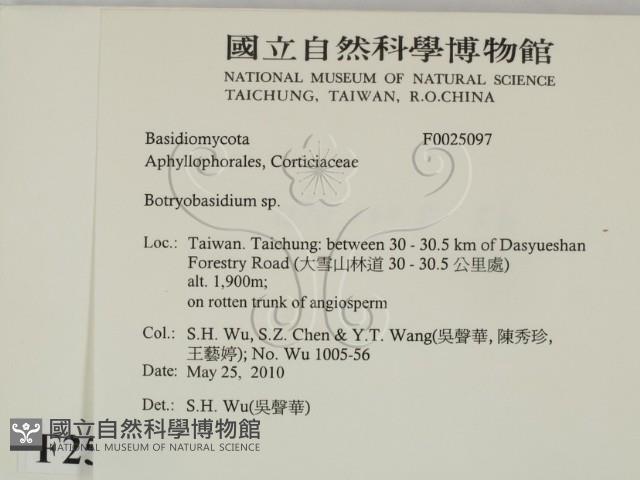 國立自然科學博物館
NATIONAL MUSEUM OF NATURAL SCIENCE
TAICHUNG, TAIWAN, R.O.CHINA
Basidiomycota F0025097
Aphyllophorales, Corticiaceae
Botryobasidium sp.
Loc.: Taiwan. Taichung: between 30 - 30.5 km of Dasyueshan
Forestry Road (大雪山林道 30 - 30.5 公里處)
alt. 1,900m;
on rotten trunk of angiosperm
Col.: S.H. Wu, S.Z. Chen & Y.T. Wang(吳聲華, 陳秀珍,
王藝婷); No. Wu 1005-56
Date: May 25, 2010
Det.: S.H. Wu(吳聲華)
國立自然科學博物館
NATIONAL MUSEUM OF NATURAL SCIENCE